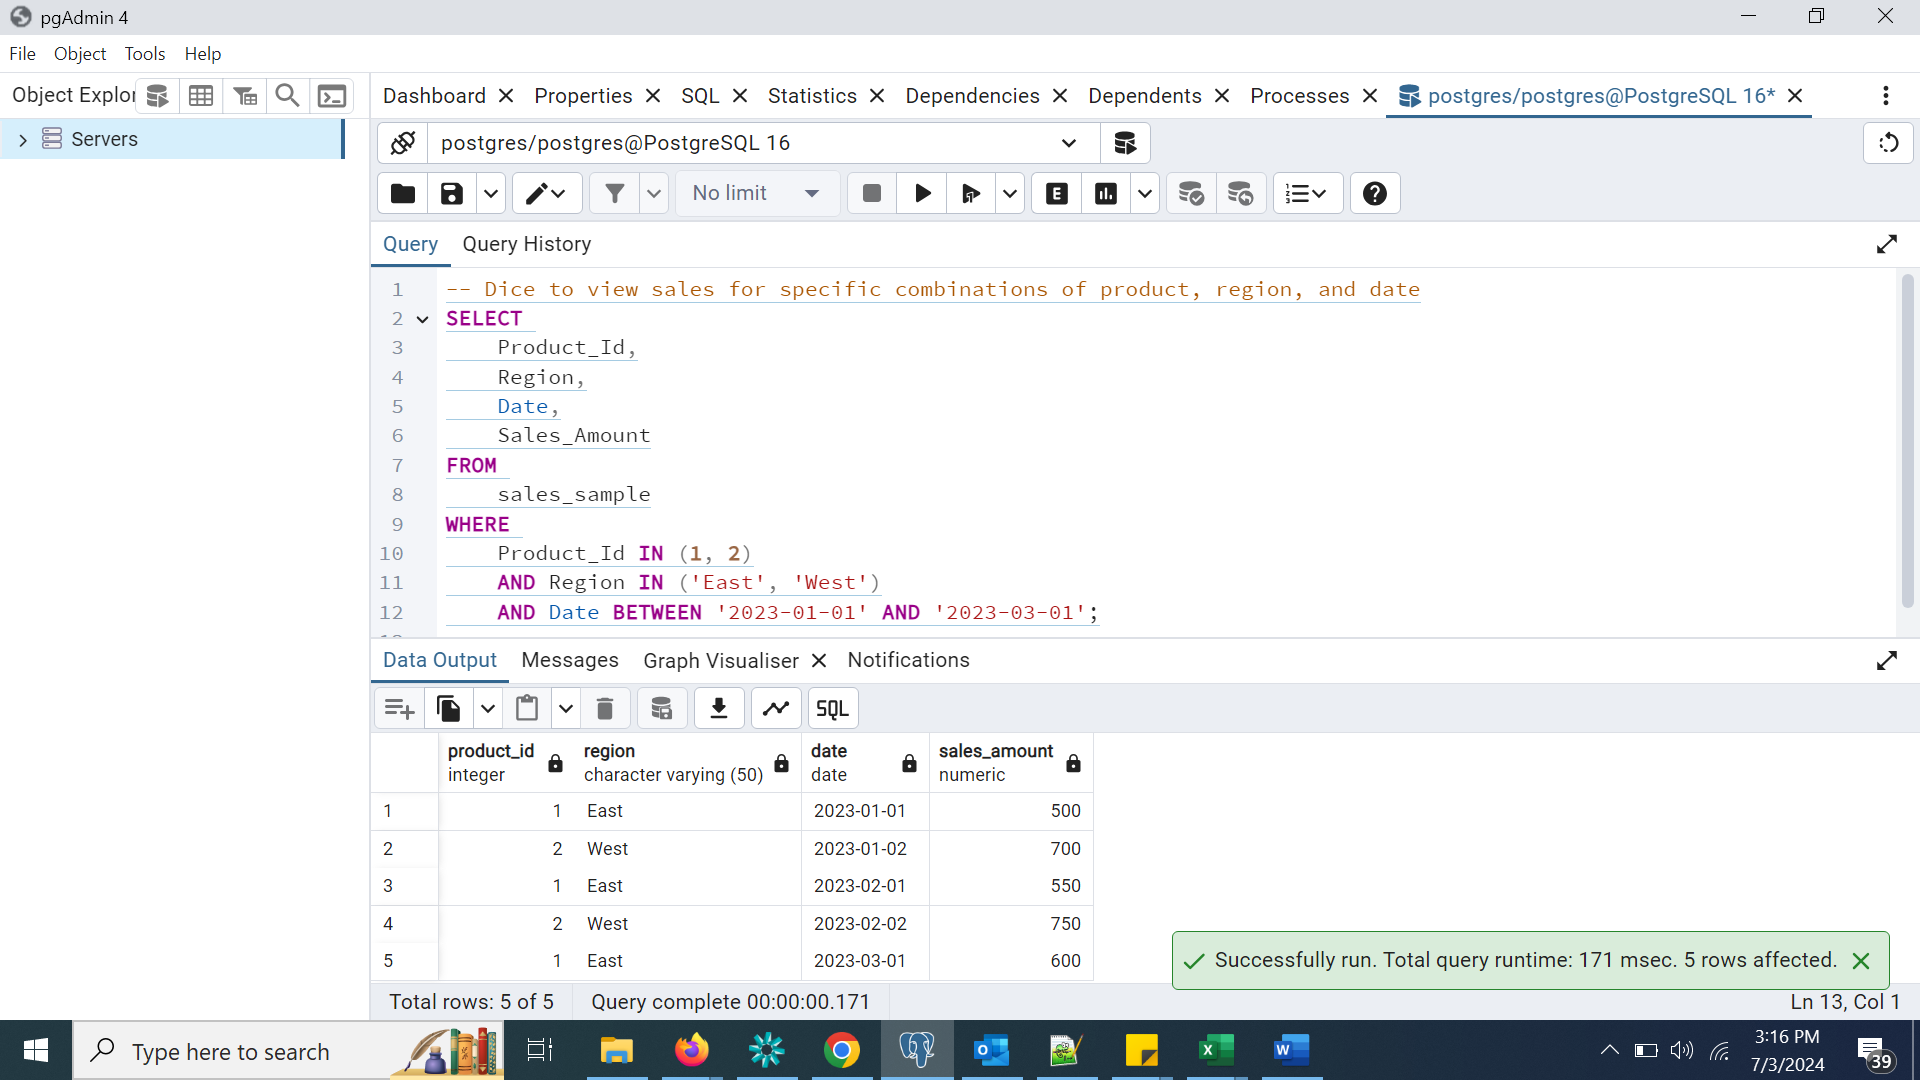 pgAdmin 4
File Object Tools Help
Object Explor
Dashboard Properties SQL Statistics Dependencies Dependents Processes postgres/postgres@PostgreSQL 16*
Servers
postgres/postgres@PostgreSQL 16
No limit
E
Query Query History
1 -- Dice to view sales for specific combinations of product, region, and date
2 SELECT
3 Product_Id,
4 Region,
5 Date,
6 Sales_Amount
7 FROM
8 sales_sample
9 WHERE
10 Product_Id IN (1, 2)
11 AND Region IN ('East', 'West')
12 AND Date BETWEEN '2023-01-01' AND '2023-03-01';
Data Output Messages Graph Visualiser Notifications
SQL
product_id region date sales_amount
integer character varying (50) date numeric
1 1 East 2023-01-01 500
2 2 West 2023-01-02 700
3 1 East 2023-02-01 550
4 2 West 2023-02-02 750
5 1 East 2023-03-01 600
Successfully run. Total query runtime: 171 msec. 5 rows affected.
Total rows: 5 of 5 Query complete 00:00:00.171 Ln 13, Col 1
Type here to search
3:16 PM
7/3/2024
39